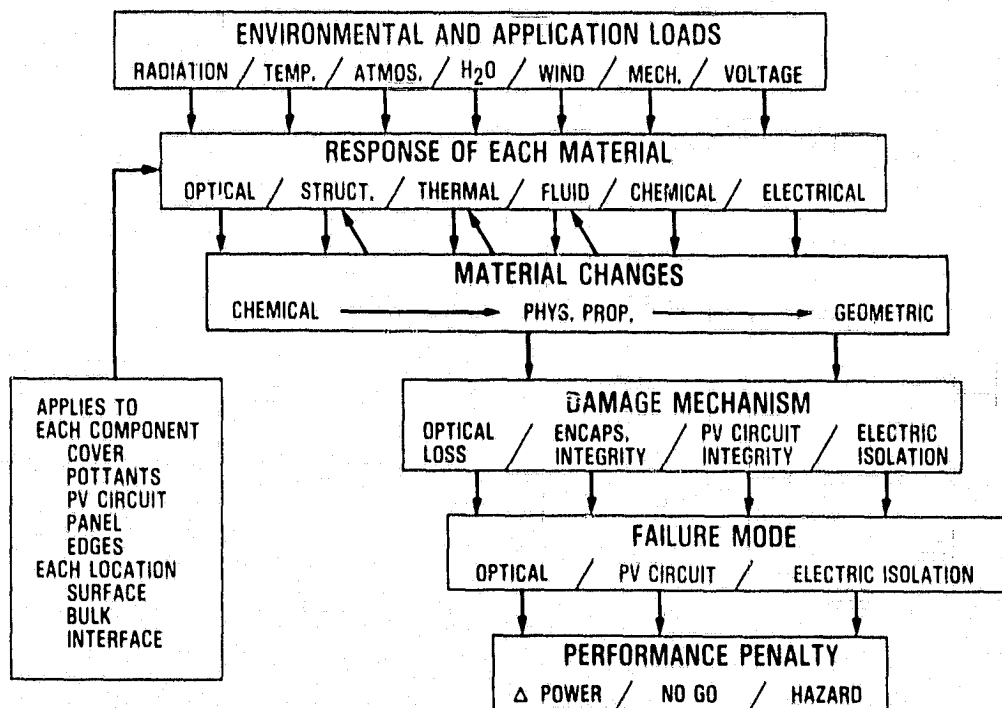 ENVIRONMENTAL AND APPLICATION LOADS
RADIATION / TEMP. / ATMOS. / H₂O / WIND / MECH. / VOLTAGE
RESPONSE OF EACH MATERIAL
OPTICAL / STRUCT. / THERMAL / FLUID / CHEMICAL / ELECTRICAL
MATERIAL CHANGES
CHEMICAL PHYS. PROP. GEOMETRIC
APPLIES TO
EACH COMPONENT
COVER
POTTANTS
PV CIRCUIT
PANEL
EDGES
EACH LOCATION
SURFACE
BULK
INTERFACE
DAMAGE MECHANISM
OPTICAL / ENCAPS. / PV CIRCUIT / ELECTRIC
LOSS INTEGRITY INTEGRITY ISOLATION
FAILURE MODE
OPTICAL / PV CIRCUIT / ELECTRIC ISOLATION
PERFORMANCE PENALTY
Δ POWER / NO GO / HAZARD